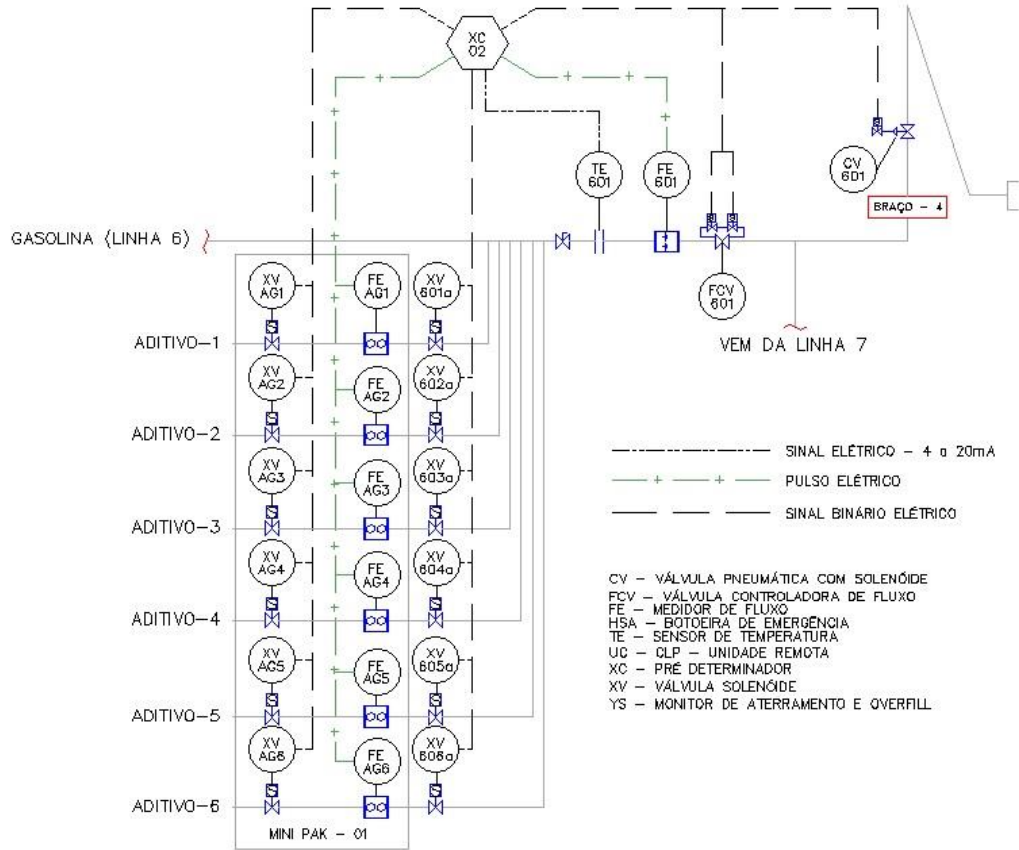 XC
02
TE
601
FE
601
CV
601
BRAÇO - 4
GASOLINA (LINHA 6)
FCV
601
VEM DA LINHA 7
XV
AG1
FE
AG1
XV
601a
ADITIVO-1
XV
AG2
FE
AG2
XV
602a
ADITIVO-2
XV
AG3
FE
AG3
XV
603a
ADITIVO-3
XV
AG4
FE
AG4
XV
604a
ADITIVO-4
XV
AG5
FE
AG5
XV
605a
ADITIVO-5
XV
AG6
FE
AG6
XV
606a
ADITIVO-6
MINI PAK - 01
SINAL ELÉTRICO - 4 a 20mA
PULSO ELÉTRICO
SINAL BINÁRIO ELÉTRICO
CV - VÁLVULA PNEUMÁTICA COM SOLENÓIDE
FCV - VÁLVULA CONTROLADORA DE FLUXO
FE - MEDIDOR DE FLUXO
HSA - BOTOEIRA DE EMERGÊNCIA
TE - SENSOR DE TEMPERATURA
UC - CLP - UNIDADE REMOTA
XC - PRÉ DETERMINADOR
XV - VÁLVULA SOLENÓIDE
YS - MONITOR DE ATERRAMENTO E OVERFILL